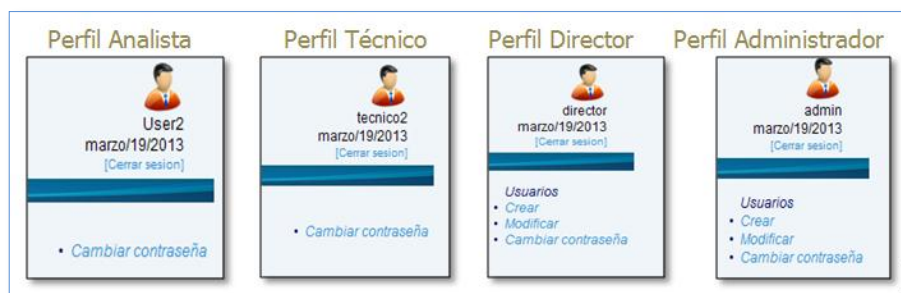 Perfil Analista
User2
marzo/19/2013
[Cerrar sesion]
Cambiar contraseña
Perfil Técnico
tecnico2
marzo/19/2013
[Cerrar sesion]
Cambiar contraseña
Perfil Director
director
marzo/19/2013
[Cerrar sesion]
Usuarios
Crear
Modificar
Cambiar contraseña
Perfil Administrador
admin
marzo/19/2013
[Cerrar sesion]
Usuarios
Crear
Modificar
Cambiar contraseña